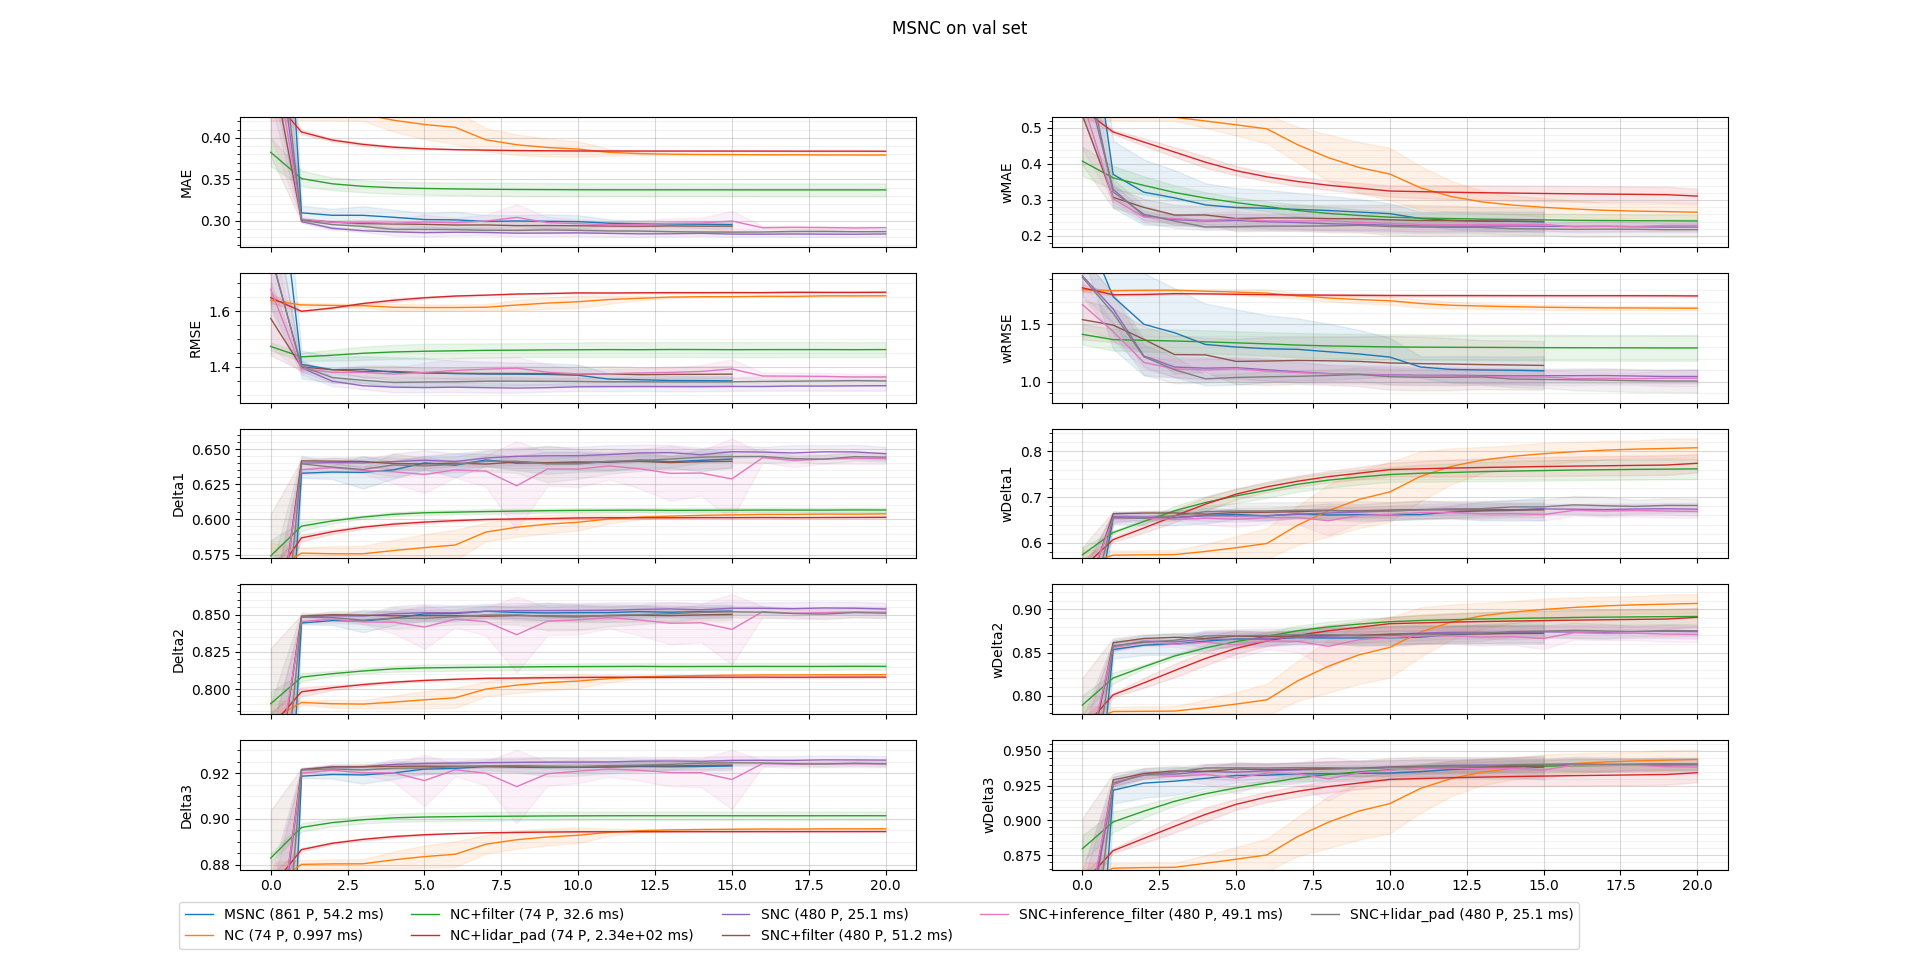 MSNC on val set
MAE
0.40
0.35
0.30
wMAE
0.5
0.4
0.3
0.2
RMSE
1.6
1.4
wRMSE
1.5
1.0
Delta1
0.650
0.625
0.600
0.575
wDelta1
0.8
0.7
0.6
Delta2
0.850
0.825
0.800
wDelta2
0.90
0.85
0.80
Delta3
0.92
0.90
0.88
wDelta3
0.950
0.925
0.900
0.875
0.0 2.5 5.0 7.5 10.0 12.5 15.0 17.5 20.0
0.0 2.5 5.0 7.5 10.0 12.5 15.0 17.5 20.0
MSNC (861 P, 54.2 ms)
NC (74 P, 0.997 ms)
NC+filter (74 P, 32.6 ms)
NC+lidar_pad (74 P, 2.34e+02 ms)
SNC (480 P, 25.1 ms)
SNC+filter (480 P, 51.2 ms)
SNC+inference_filter (480 P, 49.1 ms)
SNC+lidar_pad (480 P, 25.1 ms)